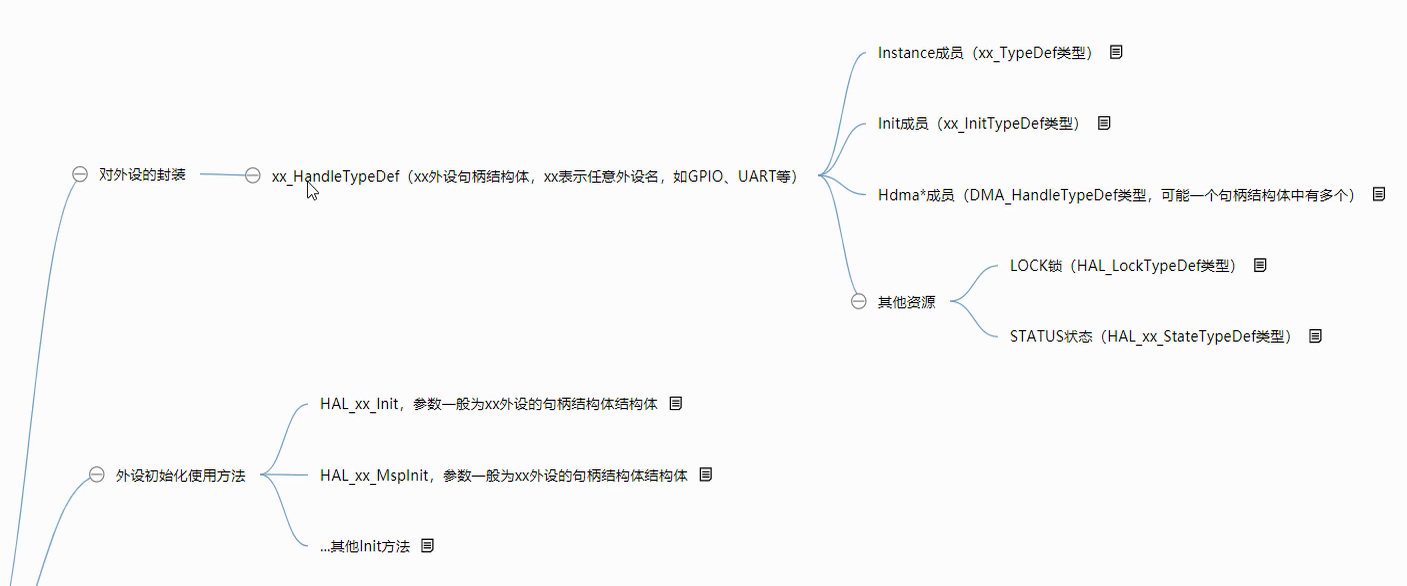 对外设的封装
xx_HandleTypeDef（xx外设句柄结构体，xx表示任意外设名，如GPIO、UART等）
Instance成员（xx_TypeDef类型）
Init成员（xx_InitTypeDef类型）
Hdma*成员（DMA_HandleTypeDef类型，可能一个句柄结构体中有多个）
其他资源
LOCK锁（HAL_LockTypeDef类型）
STATUS状态（HAL_xx_StateTypeDef类型）
外设初始化使用方法
HAL_xx_Init，参数一般为xx外设的句柄结构体结构体
HAL_xx_MspInit，参数一般为xx外设的句柄结构体结构体
...其他Init方法